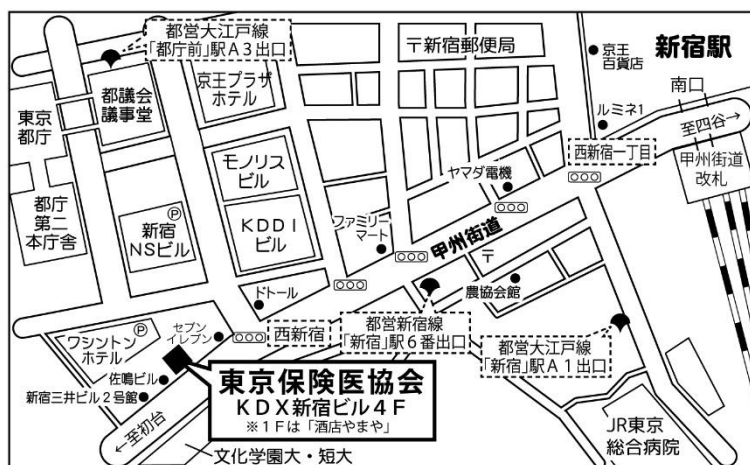 都営大江戸線
「都庁前」駅A3出口
〒新宿郵便局
京王
百貨店
新宿駅
南口
都議会
議事堂
京王プラザ
ホテル
東京
都庁
ルミネ1
至四谷→
西新宿一丁目
甲州街道
改札
モノリス
ビル
ヤマダ電機
都庁
第二
本庁舎
P
新宿
NSビル
KDDI
ビル
ファミリー
マート
甲州街道
〒
農協会館
ドトール
P
ワシントン
ホテル
セブン
イレブン
西新宿
都営新宿線
「新宿」駅6番出口
都営大江戸線
「新宿」駅A1出口
佐鳴ビル
新宿三井ビル2号館
東京保険医協会
KDX新宿ビル4F
※1Fは「酒店やまや」
←至初台
文化学園大・短大
JR東京
総合病院